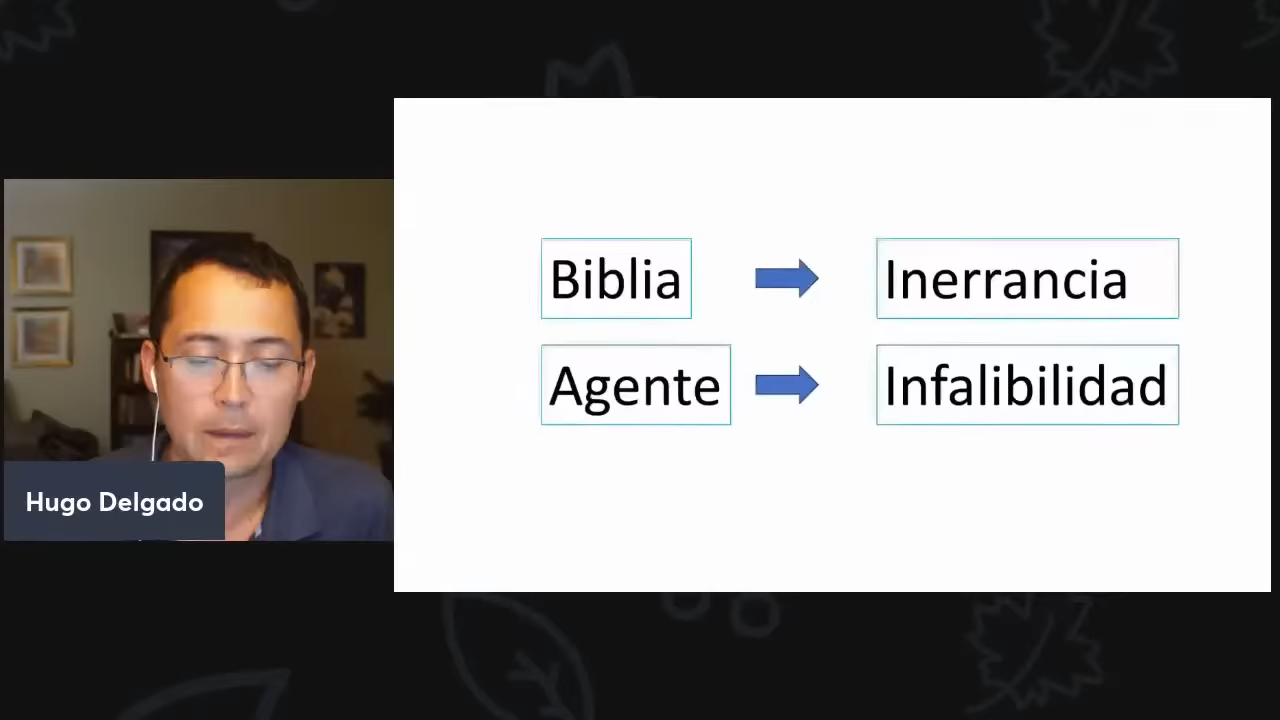 Biblia
Inerrancia
Agente
Infalibilidad
Hugo Delgado